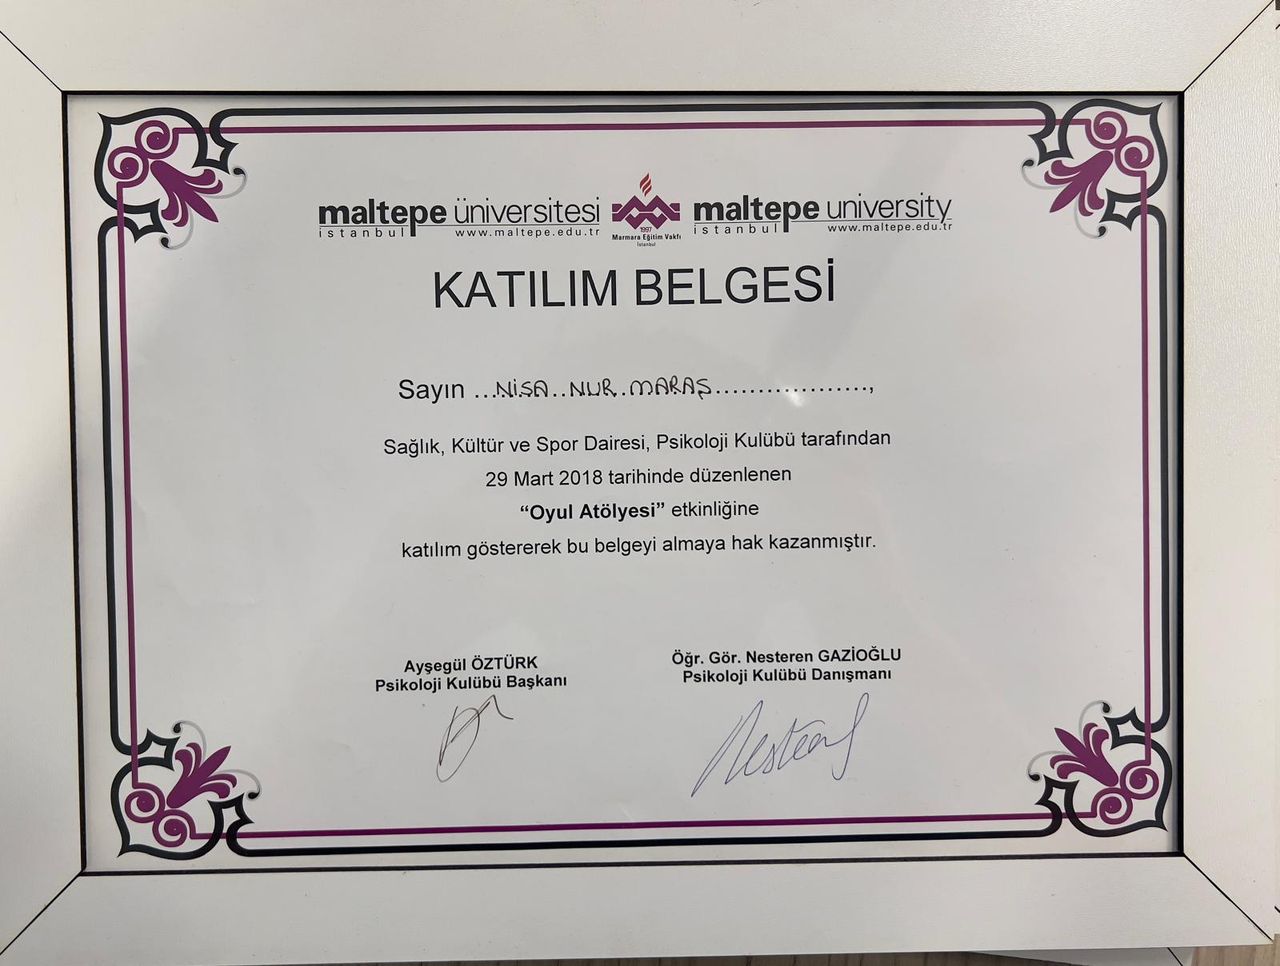 maltepe üniversitesi
istanbul www.maltepe.edu.tr
1997
Marmara Eğitim Vakfı
İstanbul
maltepe university
istanbul www.maltepe.edu.tr
KATILIM BELGESİ
Sayın ...NİSA..NUR.MARAŞ..................,
Sağlık, Kültür ve Spor Dairesi, Psikoloji Kulübü tarafından
29 Mart 2018 tarihinde düzenlenen
“Oyul Atölyesi” etkinliğine
katılım göstererek bu belgeyi almaya hak kazanmıştır.
Ayşegül ÖZTÜRK
Psikoloji Kulübü Başkanı
Öğr. Gör. Nesteren GAZİOĞLU
Psikoloji Kulübü Danışmanı